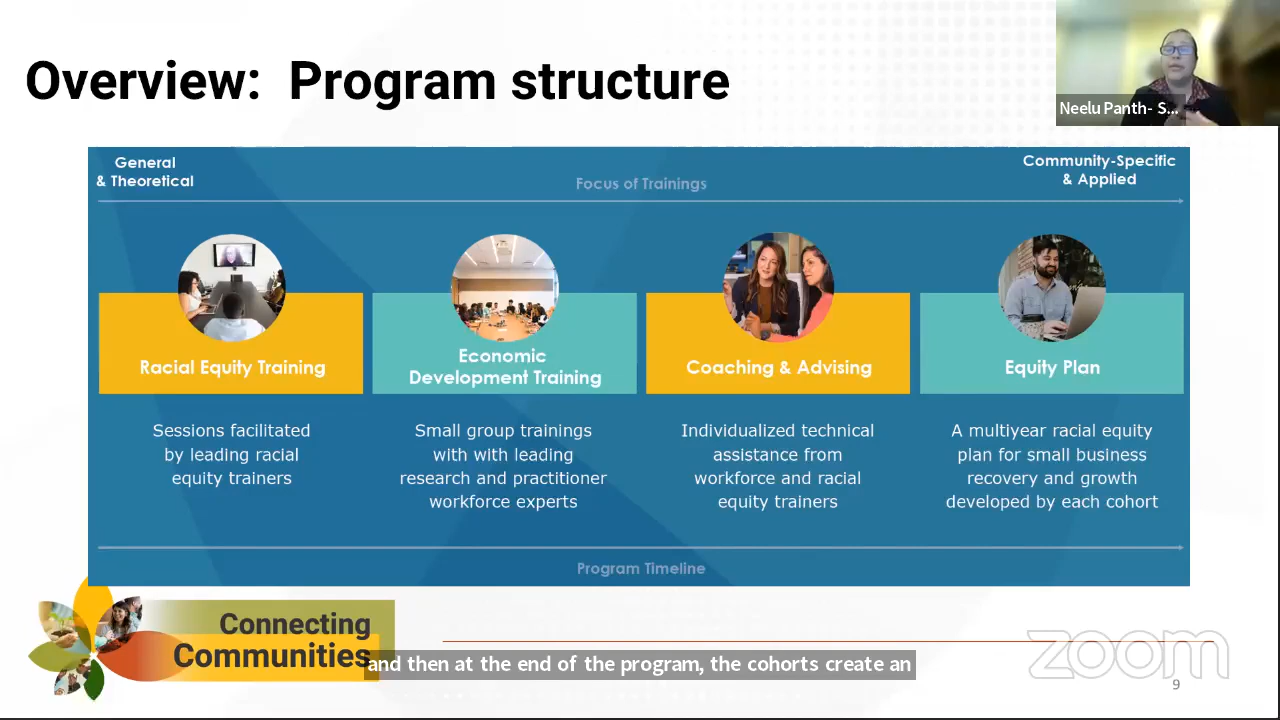 Overview:  Program structure
Neelu Panth- S...
General
& Theoretical
Focus of Trainings
Community-Specific
& Applied
Racial Equity Training
Economic
Development Training
Coaching & Advising
Equity Plan
Sessions facilitated
by leading racial
equity trainers
Small group trainings
with with leading
research and practitioner
workforce experts
Individualized technical
assistance from
workforce and racial
equity trainers
A multiyear racial equity
plan for small business
recovery and growth
developed by each cohort
Program Timeline
Connecting
Communities
and then at the end of the program, the cohorts create an
zoom
9